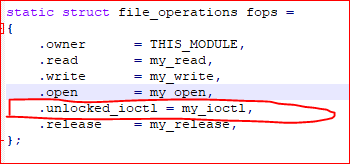 static struct file_operations fops =
{
.owner = THIS_MODULE,
.read = my_read,
.write = my_write,
.open = my_open,
.unlocked_ioctl = my_ioctl,
.release = my_release,
};